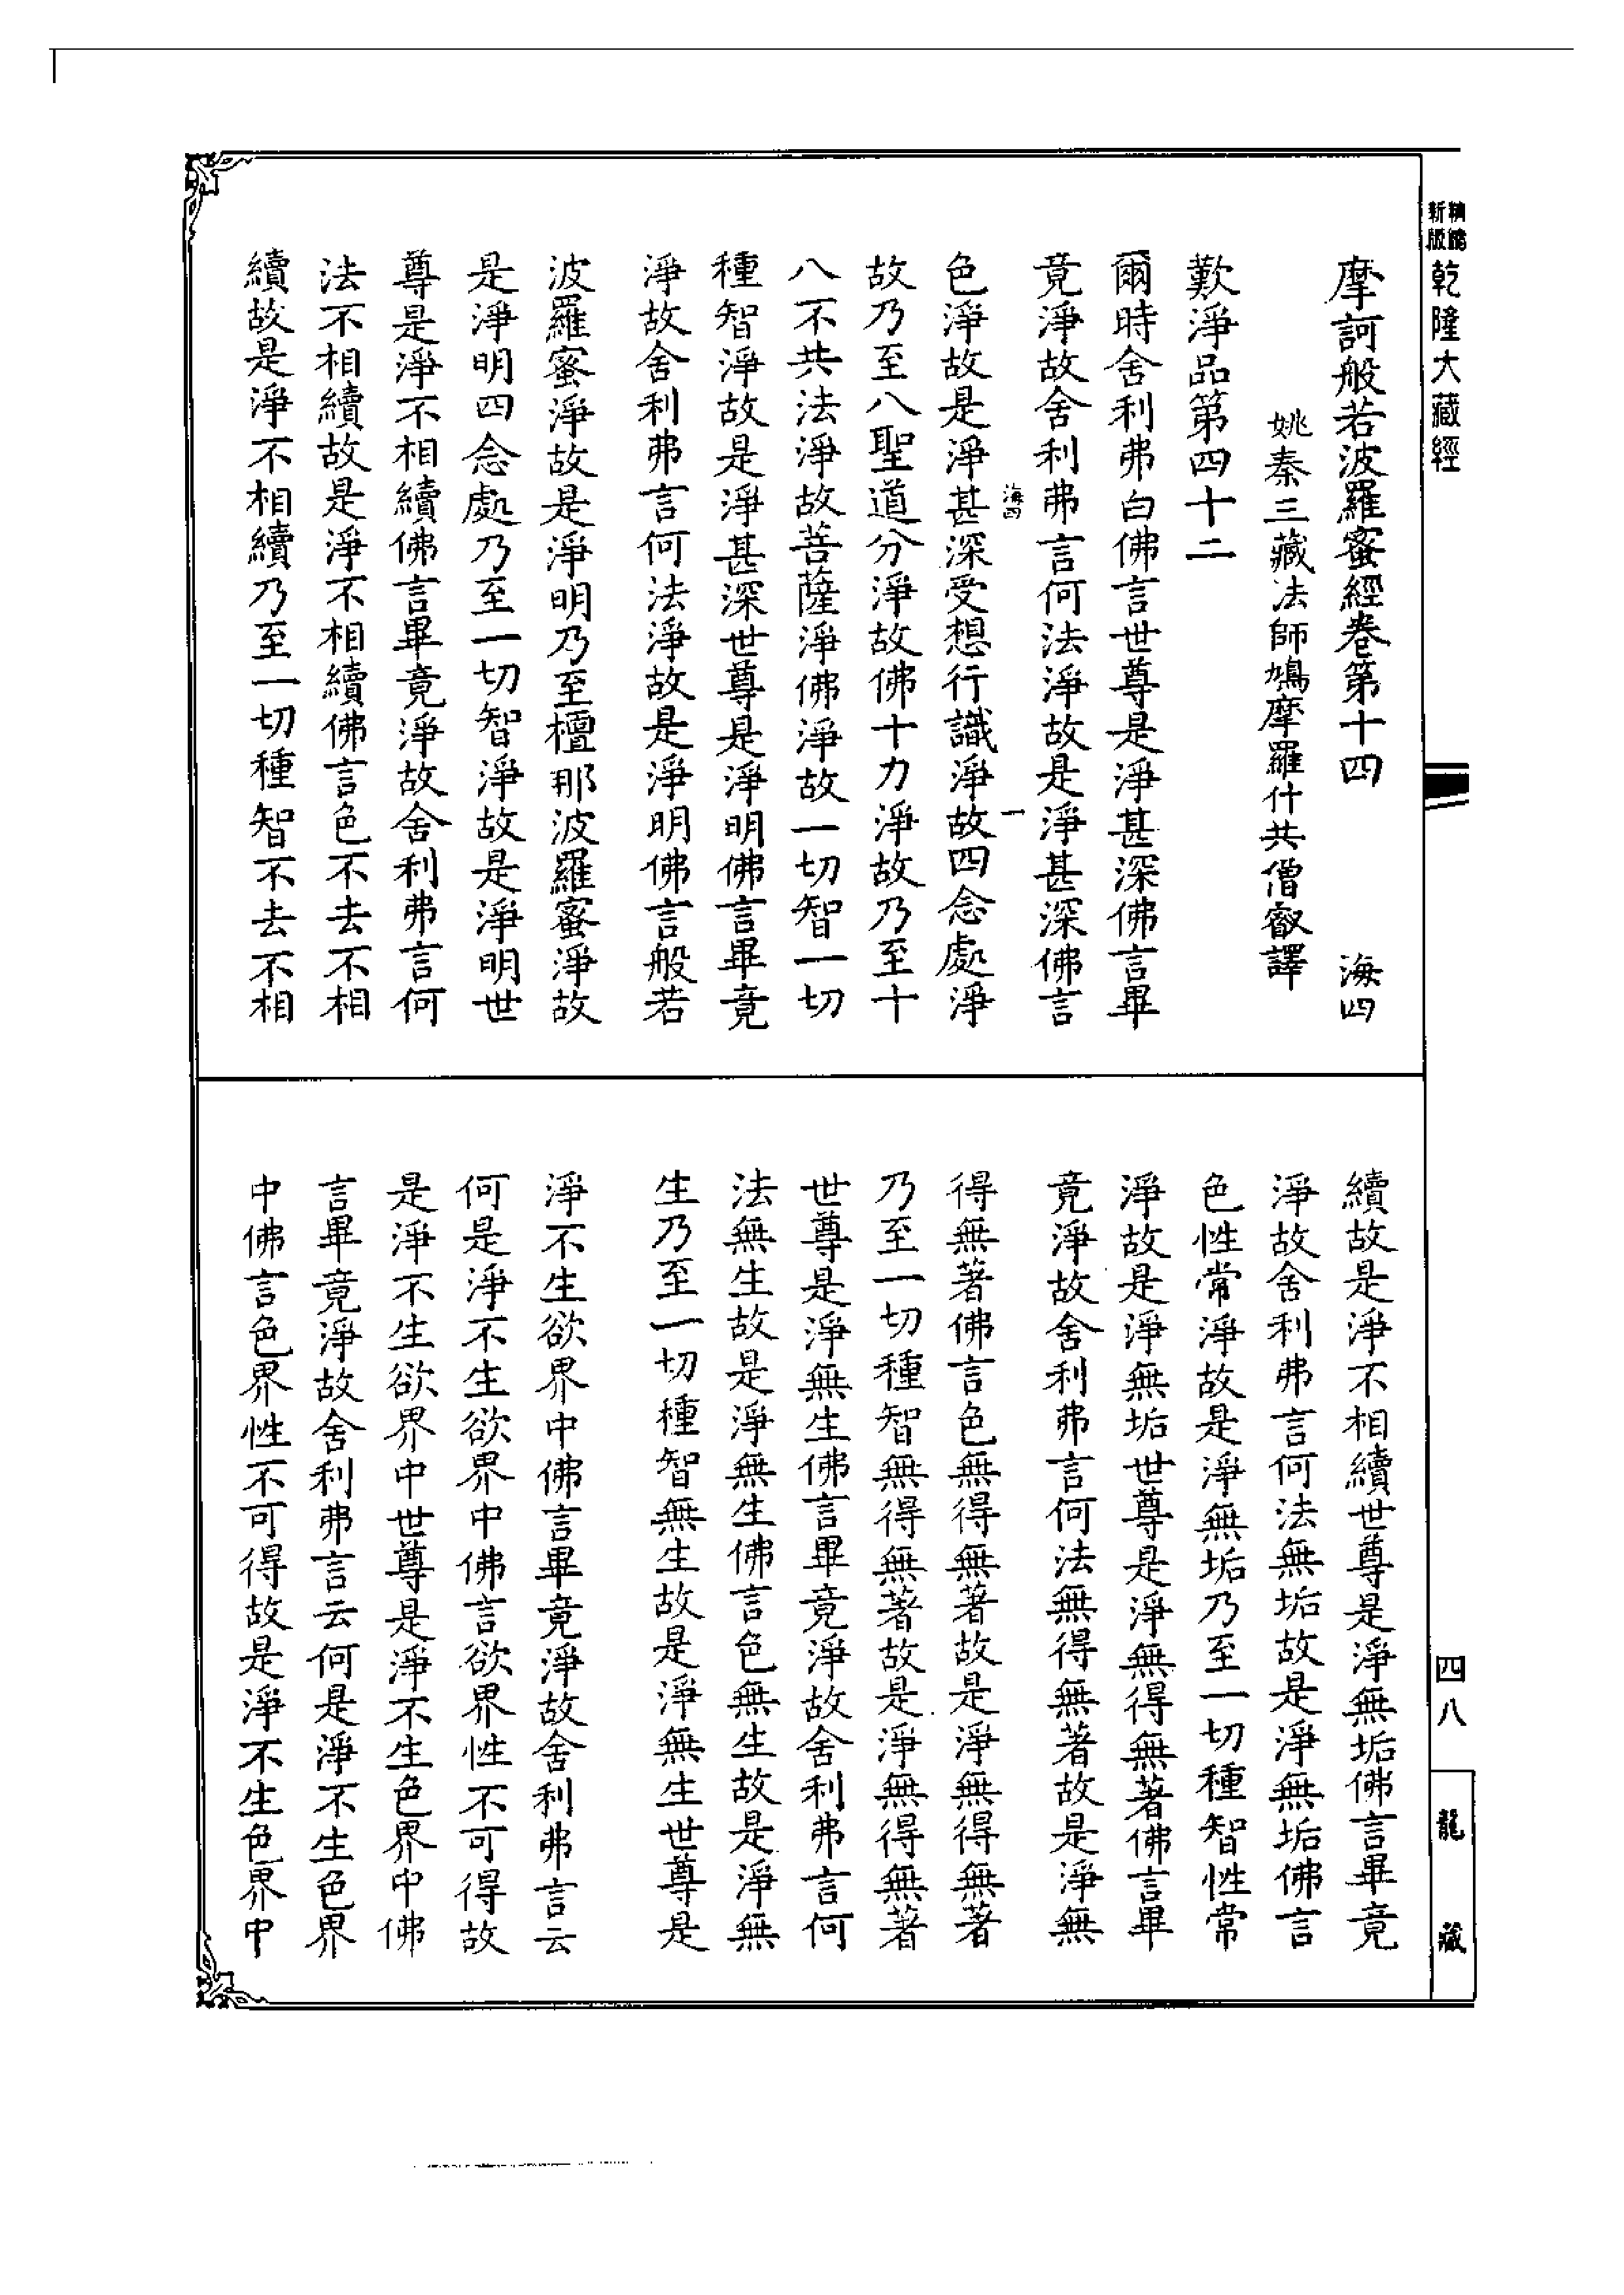 新版
精縮
乾隆大藏經
摩訶般若波羅蜜經卷第十四 海四
姚秦三藏法師鳩摩羅什共僧叡譯
歎淨品第四十二
爾時舍利弗白佛言世尊是淨甚深佛言畢
竟淨故舍利弗言何法淨故是淨甚深佛言
海四 一
色淨故是淨甚深受想行識淨故四念處淨
故乃至八聖道分淨故佛十力淨故乃至十
八不共法淨故菩薩淨佛淨故一切智一切
種智淨故是淨甚深世尊是淨明佛言畢竟
淨故舍利弗言何法淨故是淨明佛言般若
波羅蜜淨故是淨明乃至檀那波羅蜜淨故
是淨明四念處乃至一切智淨故是淨明世
尊是淨不相續佛言畢竟淨故舍利弗言何
法不相續故是淨不相續佛言色不去不相
續故是淨不相續乃至一切種智不去不相
續故是淨不相續世尊是淨無垢佛言畢竟
淨故舍利弗言何法無垢故是淨無垢佛言
色性常淨故是淨無垢乃至一切種智性常
淨故是淨無垢世尊是淨無得無著佛言畢
竟淨故舍利弗言何法無得無著故是淨無
得無著佛言色無得無著故是淨無得無著
乃至一切種智無得無著故是淨無得無著
世尊是淨無生佛言畢竟淨故舍利弗言何
法無生故是淨無生佛言色無生故是淨無
生乃至一切種智無生故是淨無生世尊是
淨不生欲界中佛言畢竟淨故舍利弗言云
何是淨不生欲界中佛言欲界性不可得故
是淨不生欲界中世尊是淨不生色界中佛
言畢竟淨故舍利弗言云何是淨不生色界
中佛言色界性不可得故是淨不生色界中
四八
龍藏